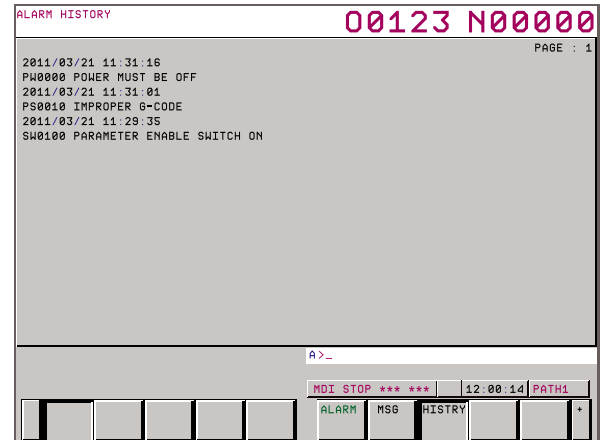 ALARM HISTORY
O0123 N00000
PAGE : 1
2011/03/21 11:31:16
PW0000 POWER MUST BE OFF
2011/03/21 11:31:01
PS0010 IMPROPER G-CODE
2011/03/21 11:29:35
SW0100 PARAMETER ENABLE SWITCH ON
A>_
MDI STOP *** *** 12:00:14 PATH1
ALARM MSG HISTRY +